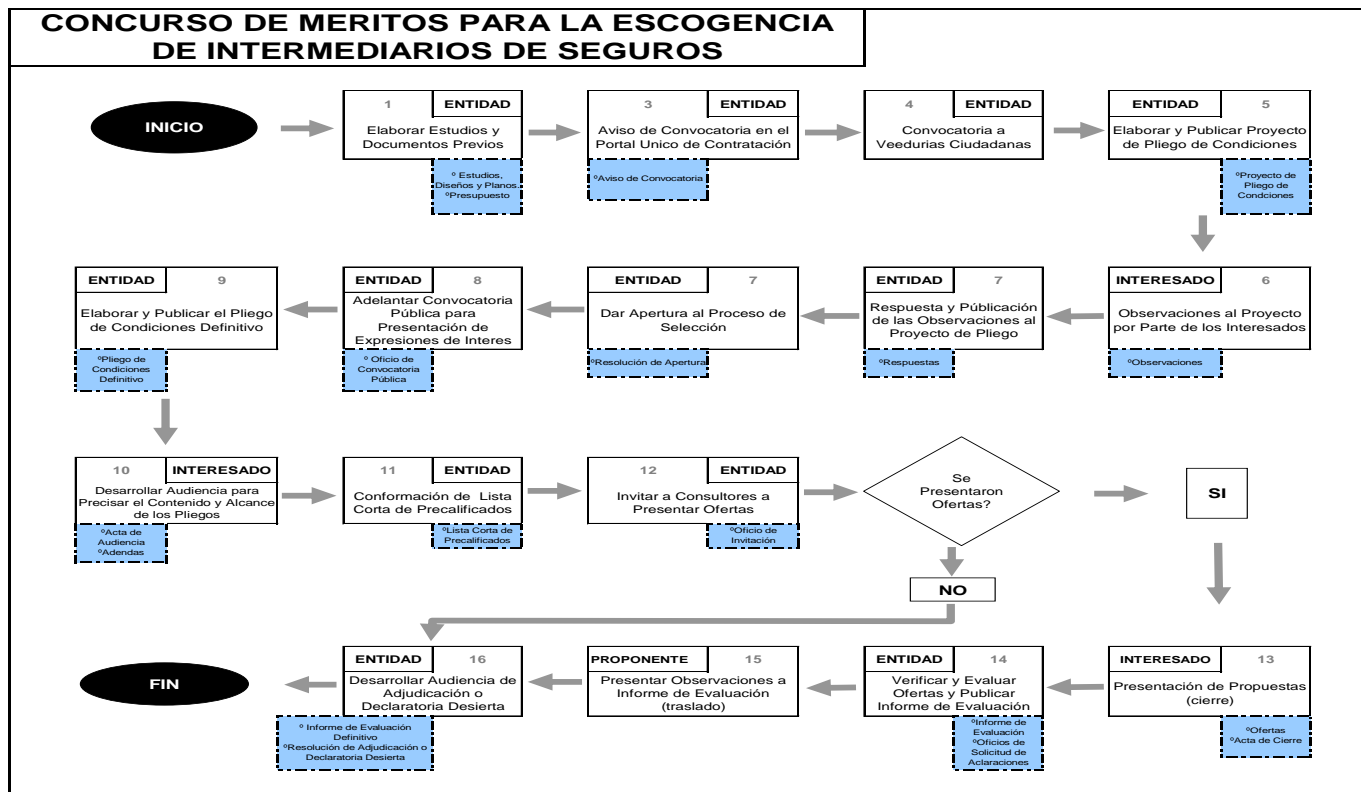 CONCURSO DE MERITOS PARA LA ESCOGENCIA
DE INTERMEDIARIOS DE SEGUROS
INICIO
1 ENTIDAD
Elaborar Estudios y
Documentos Previos
º Estudios,
Diseños y Planos.
ºPresupuesto
3 ENTIDAD
Aviso de Convocatoria en el
Portal Unico de Contratación
ºAviso de Convocatoria
4 ENTIDAD
Convocatoria a
Veedurias Ciudadanas
ENTIDAD 5
Elaborar y Publicar Proyecto
de Pliego de Condiciones
ºProyecto de
Pliego de
Condciones
INTERESADO 6
Observaciones al Proyecto
por Parte de los Interesados
ºObservaciones
ENTIDAD 7
Respuesta y Públicación
de las Observaciones al
Proyecto de Pliego
ºRespuestas
ENTIDAD 7
Dar Apertura al Proceso de
Selección
ºResolución de Apertura
ENTIDAD 8
Adelantar Convocatoria
Pública para
Presentación de
Expresiones de Interes
º Oficio de
Convocatoria
Pública
ENTIDAD 9
Elaborar y Publicar el Pliego
de Condiciones Definitivo
ºPliego de
Condiciones
Definitivo
10 INTERESADO
Desarrollar Audiencia para
Precisar el Contenido y Alcance
de los Pliegos
ºActa de
Audiencia
ºAdendas
11 ENTIDAD
Conformación de Lista
Corta de Precalificados
ºLista Corta de
Precalificados
12 ENTIDAD
Invitar a Consultores a
Presentar Ofertas
ºOficio de
Invitación
Se
Presentaron
Ofertas?
SI
NO
INTERESADO 13
Presentación de Propuestas
(cierre)
ºOfertas
ºActa de Cierre
ENTIDAD 14
Verificar y Evaluar
Ofertas y Publicar
Informe de Evaluación
ºInforme de
Evaluación
ºOficios de
Solicitud de
Aclaraciones
PROPONENTE 15
Presentar Observaciones a
Informe de Evaluación
(traslado)
ENTIDAD 16
Desarrollar Audiencia de
Adjudicación o
Declaratoria Desierta
º Informe de Evaluación
Definitivo
ºResolución de Adjudicación o
Declaratoria Desierta
FIN